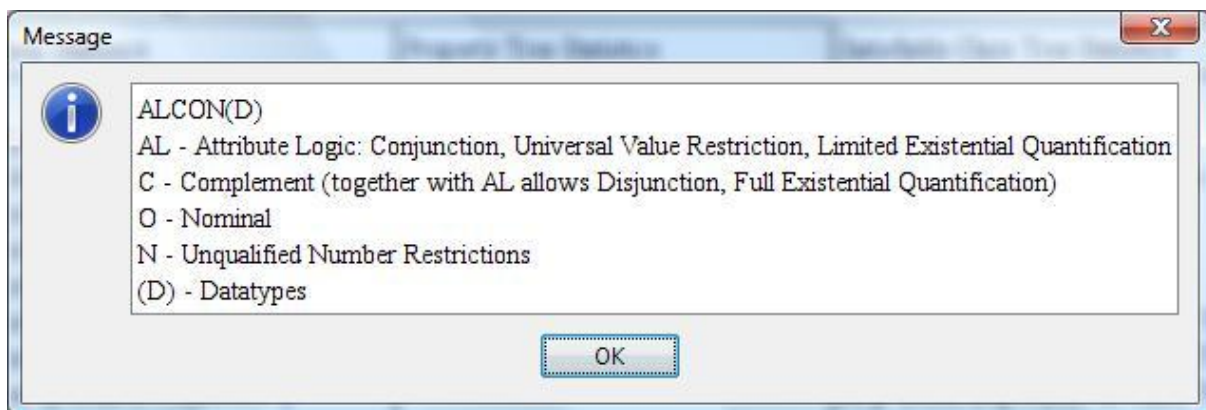 Message
ALCON(D)
AL - Attribute Logic: Conjunction, Universal Value Restriction, Limited Existential Quantification
C - Complement (together with AL allows Disjunction, Full Existential Quantification)
O - Nominal
N - Unqualified Number Restrictions
(D) - Datatypes
OK